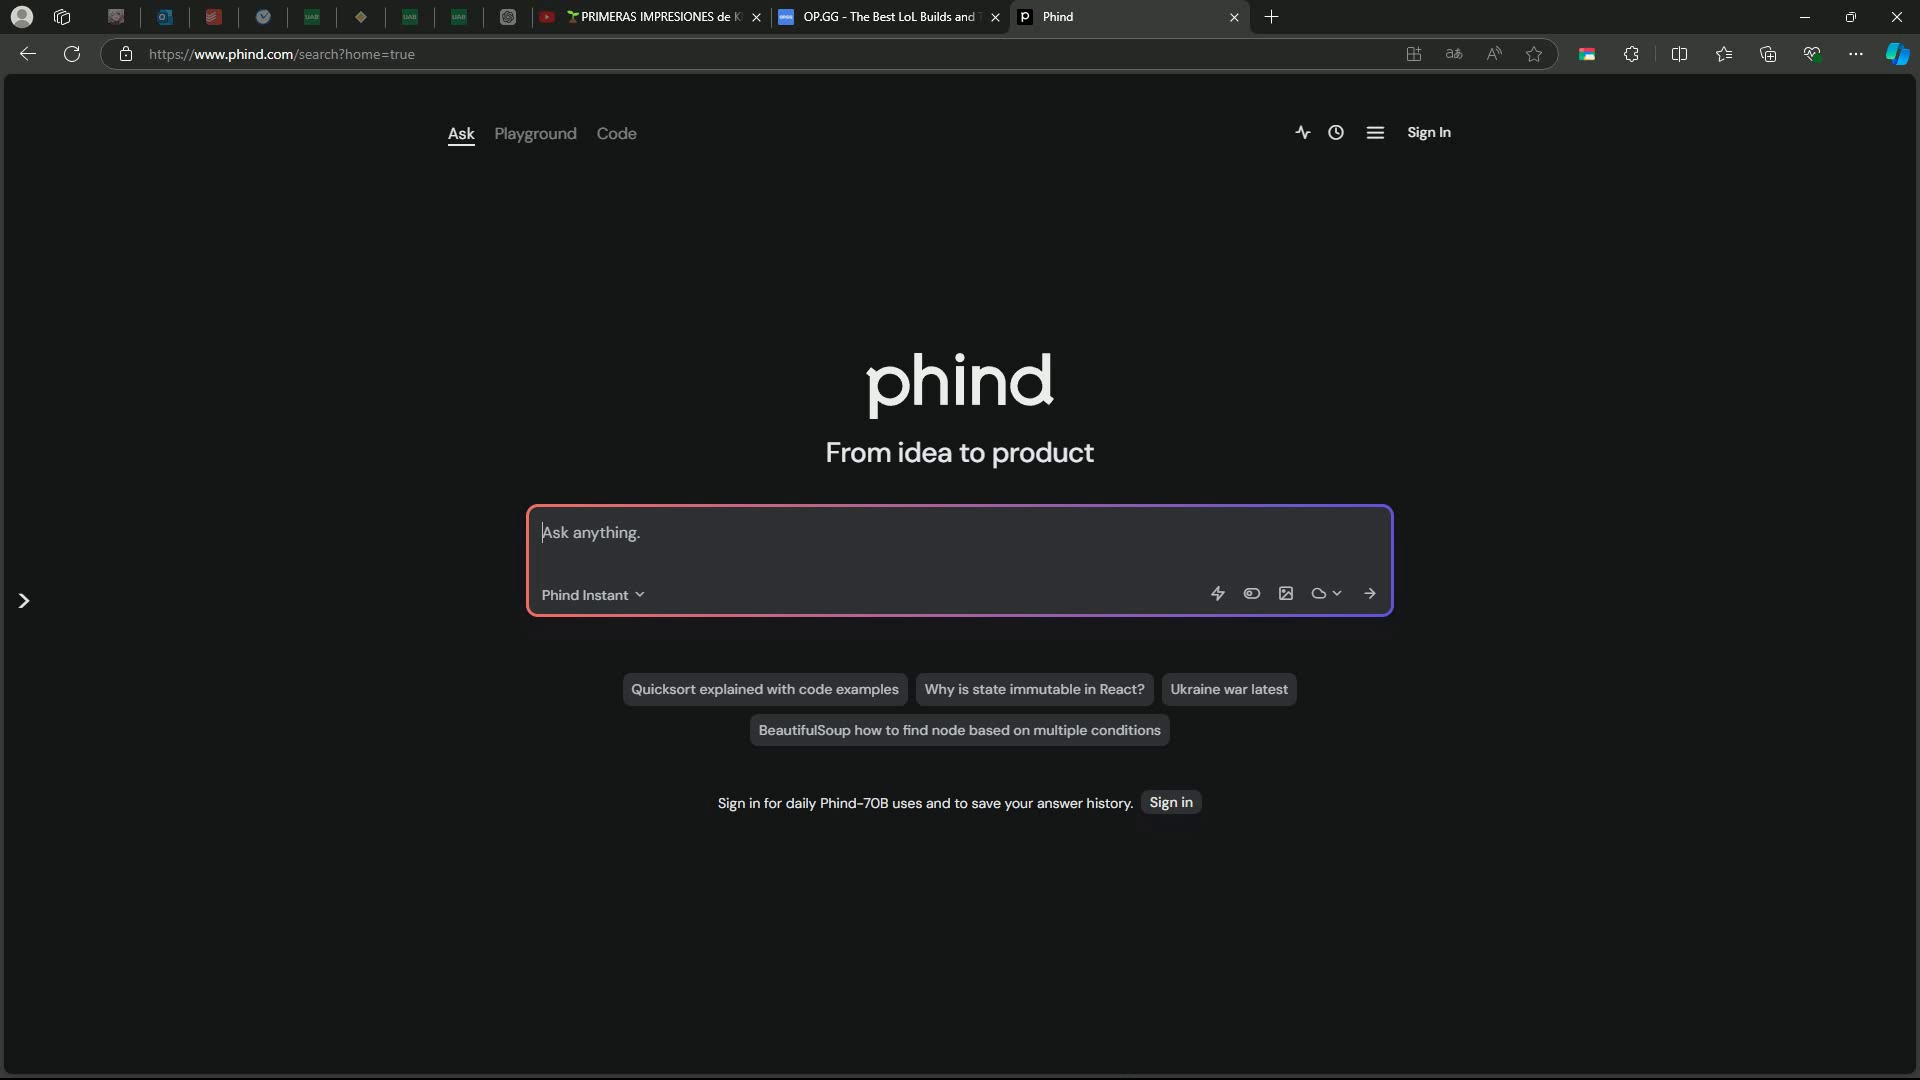 PRIMERAS IMPRESIONES de K
OP.GG - The Best LoL Builds and T
Phind
https://www.phind.com/search?home=true
Ask Playground Code
Sign In
phind
From idea to product
Ask anything.
Phind Instant
Quicksort explained with code examples
Why is state immutable in React?
Ukraine war latest
BeautifulSoup how to find node based on multiple conditions
Sign in for daily Phind-70B uses and to save your answer history.
Sign in